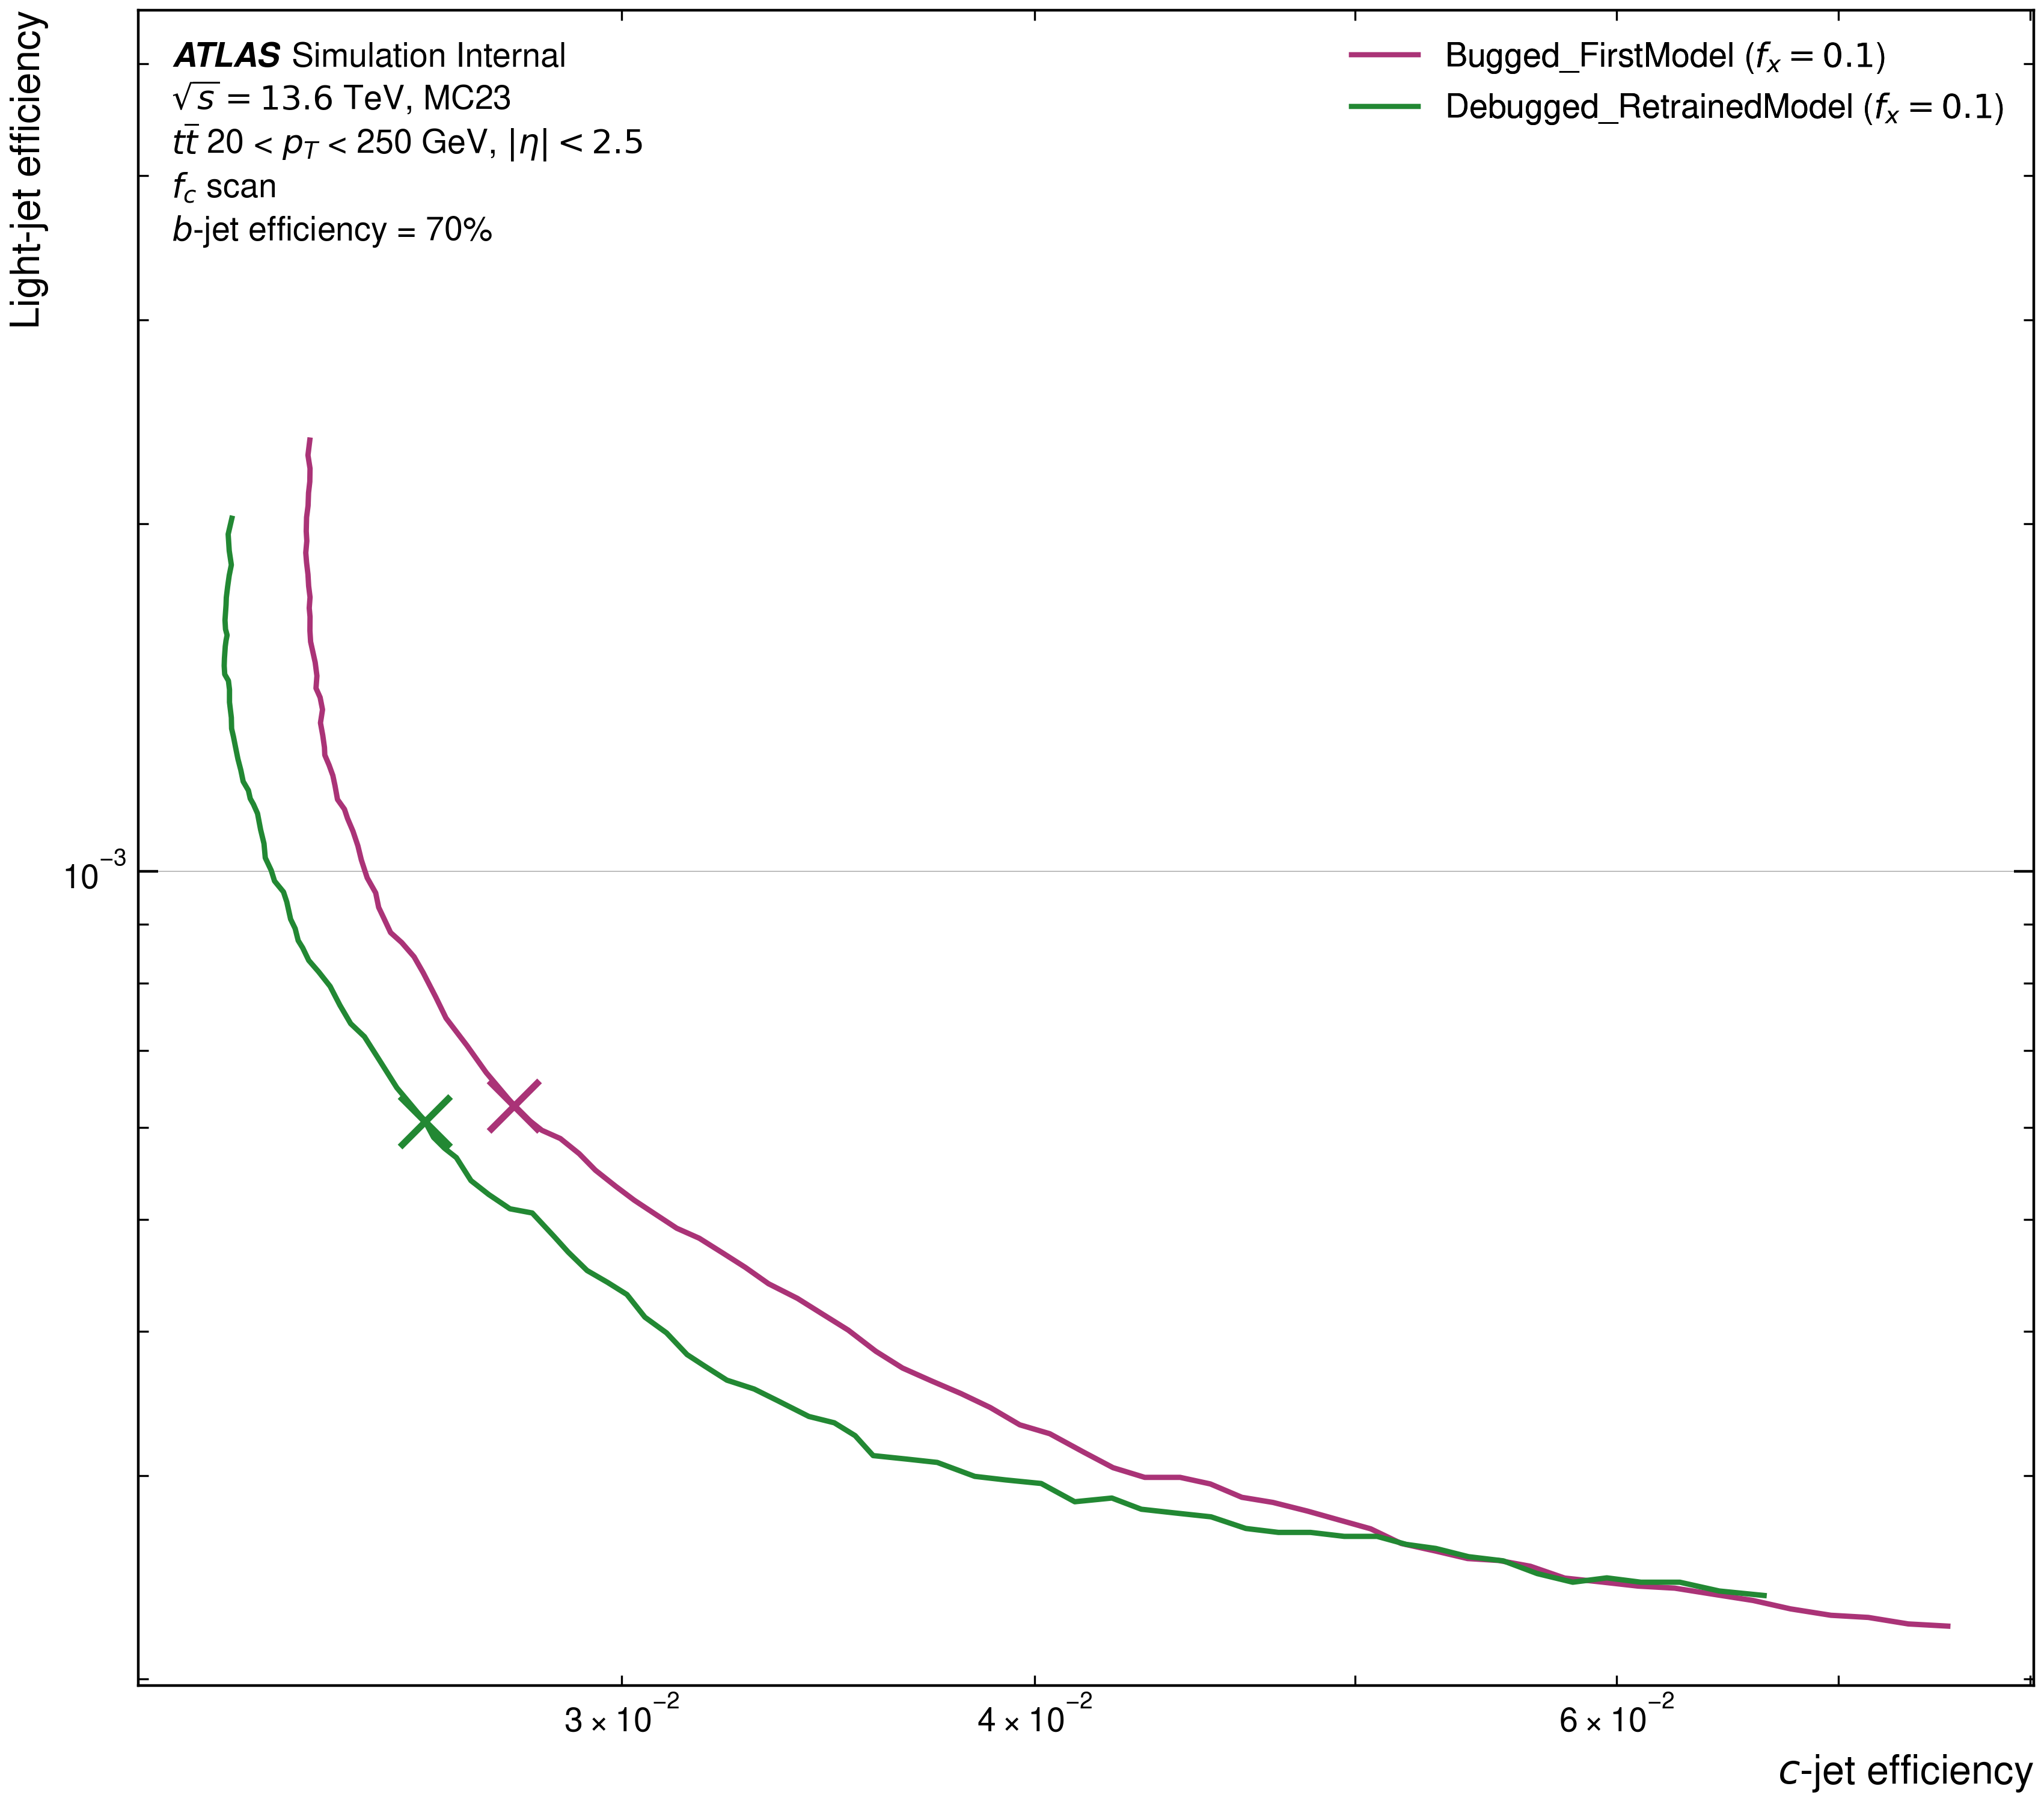 Light-jet efficiency
ATLAS Simulation Internal
√s = 13.6 TeV, MC23
tt̄ 20 < p_T < 250 GeV, |η| < 2.5
f_c scan
b-jet efficiency = 70%
Bugged_FirstModel (f_x = 0.1)
Debugged_RetrainedModel (f_x = 0.1)
10⁻³
3 × 10⁻² 4 × 10⁻² 6 × 10⁻²
c-jet efficiency